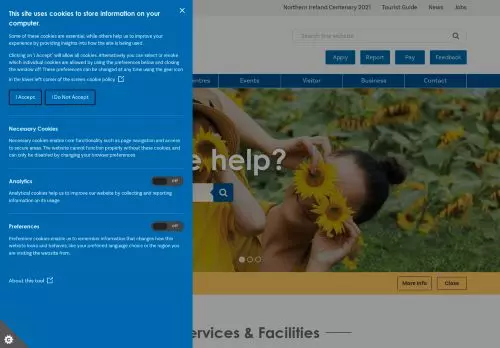 This site uses cookies to store information on your
computer.
Some of these cookies are essential, while others help us to improve your
experience by providing insights into how the site is being used.
Clicking on 'I Accept' will allow all cookies. Alternatively you can select or revoke
which individual cookies are allowed by using the preferences below and closing
the window off. These preferences can be changed at any time using the gear icon
in the lower left corner of the screen. cookie policy
I Accept
I Do Not Accept
Necessary Cookies
Necessary cookies enable core functionality such as page navigation and access
to secure areas. The website cannot function properly without these cookies, and
can only be disabled by changing your browser preferences.
Analytics
Off
Analytical cookies help us to improve our website by collecting and reporting
information on its usage.
Preferences
Off
Preference cookies enable us to remember information that changes how the
website looks and behaves, like your preferred language choice or the region you
are visiting the website from.
About this tool
Northern Ireland Centenary 2021
Tourist Guide
News
Jobs
Search this website
Apply
Report
Pay
Feedback
ntres
Events
Visitor
Business
Contact
e help?
More Info
Close
ervices & Facilities